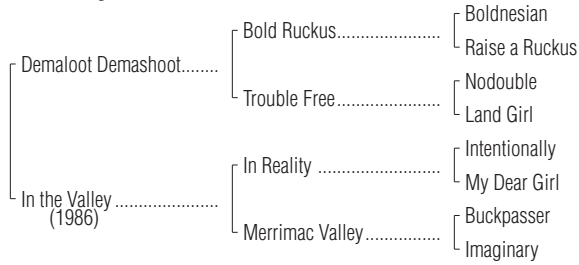 Boldnesian
Bold Ruckus.................
Raise a Ruckus
Demaloot Demashoot........
Nodouble
Trouble Free..................
Land Girl
Intentionally
In Reality .....................
My Dear Girl
In the Valley ..................
(1986)
Buckpasser
Merrimac Valley...............
Imaginary